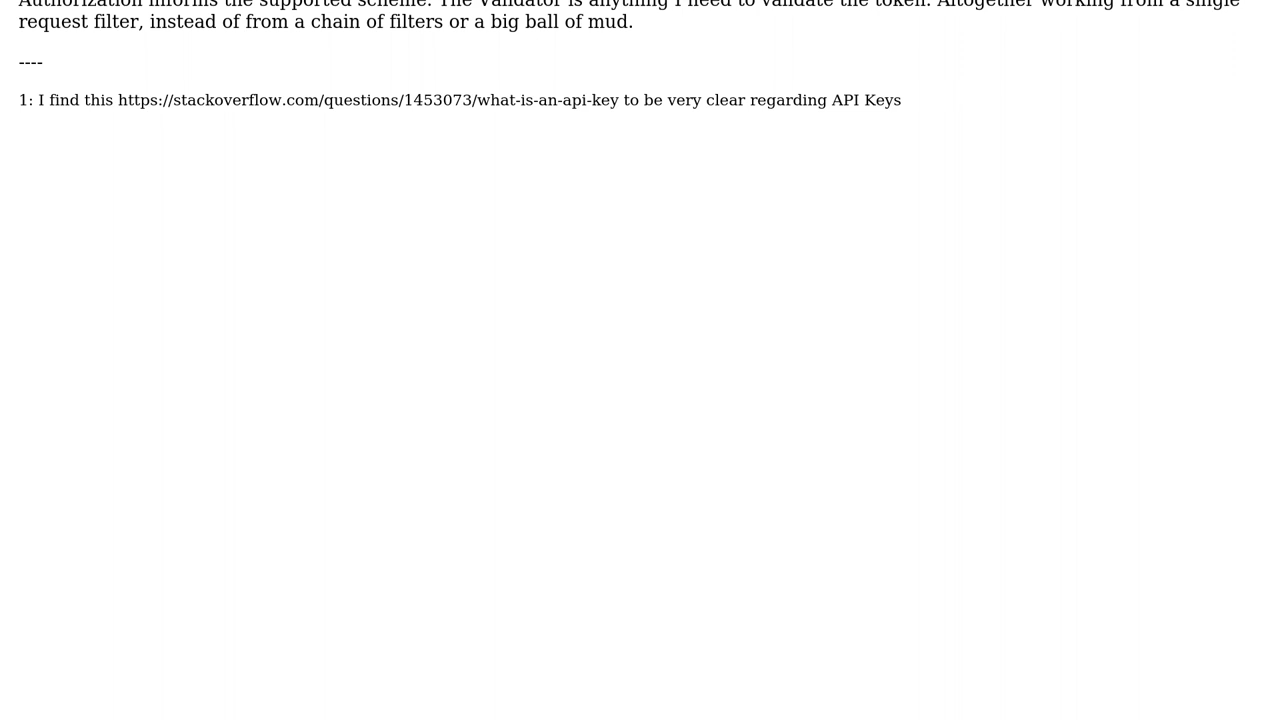 Authorization informs the supported scheme. The Validator is anything I need to validate the token. Altogether working from a single
request filter, instead of from a chain of filters or a big ball of mud.
----
1: I find this https://stackoverflow.com/questions/1453073/what-is-an-api-key to be very clear regarding API Keys